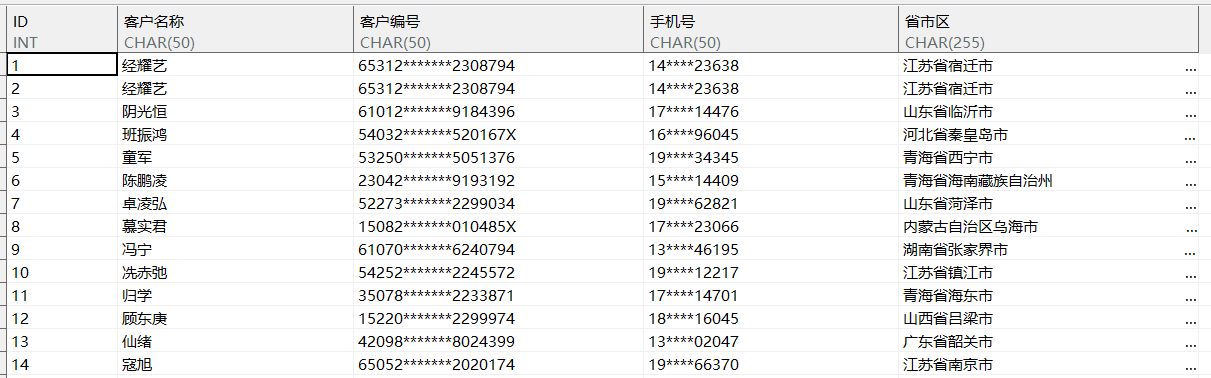 ID 客户名称 客户编号 手机号 省市区
INT CHAR(50) CHAR(50) CHAR(50) CHAR(255)
1 经耀艺 65312*******2308794 14****23638 江苏省宿迁市 ...
2 经耀艺 65312*******2308794 14****23638 江苏省宿迁市 ...
3 阴光恒 61012*******9184396 17****14476 山东省临沂市 ...
4 班振鸿 54032*******520167X 16****96045 河北省秦皇岛市 ...
5 童军 53250*******5051376 19****34345 青海省西宁市 ...
6 陈鹏凌 23042*******9193192 15****14409 青海省海南藏族自治州 ...
7 卓凌弘 52273*******2299034 19****62821 山东省菏泽市 ...
8 慕实君 15082*******010485X 17****23066 内蒙古自治区乌海市 ...
9 冯宁 61070*******6240794 13****46195 湖南省张家界市 ...
10 冼赤弛 54252*******2245572 19****12217 江苏省镇江市 ...
11 归学 35078*******2233871 17****14701 青海省海东市 ...
12 顾东庚 15220*******2299974 18****16045 山西省吕梁市 ...
13 仙绪 42098*******8024399 13****02047 广东省韶关市 ...
14 寇旭 65052*******2020174 19****66370 江苏省南京市 ...